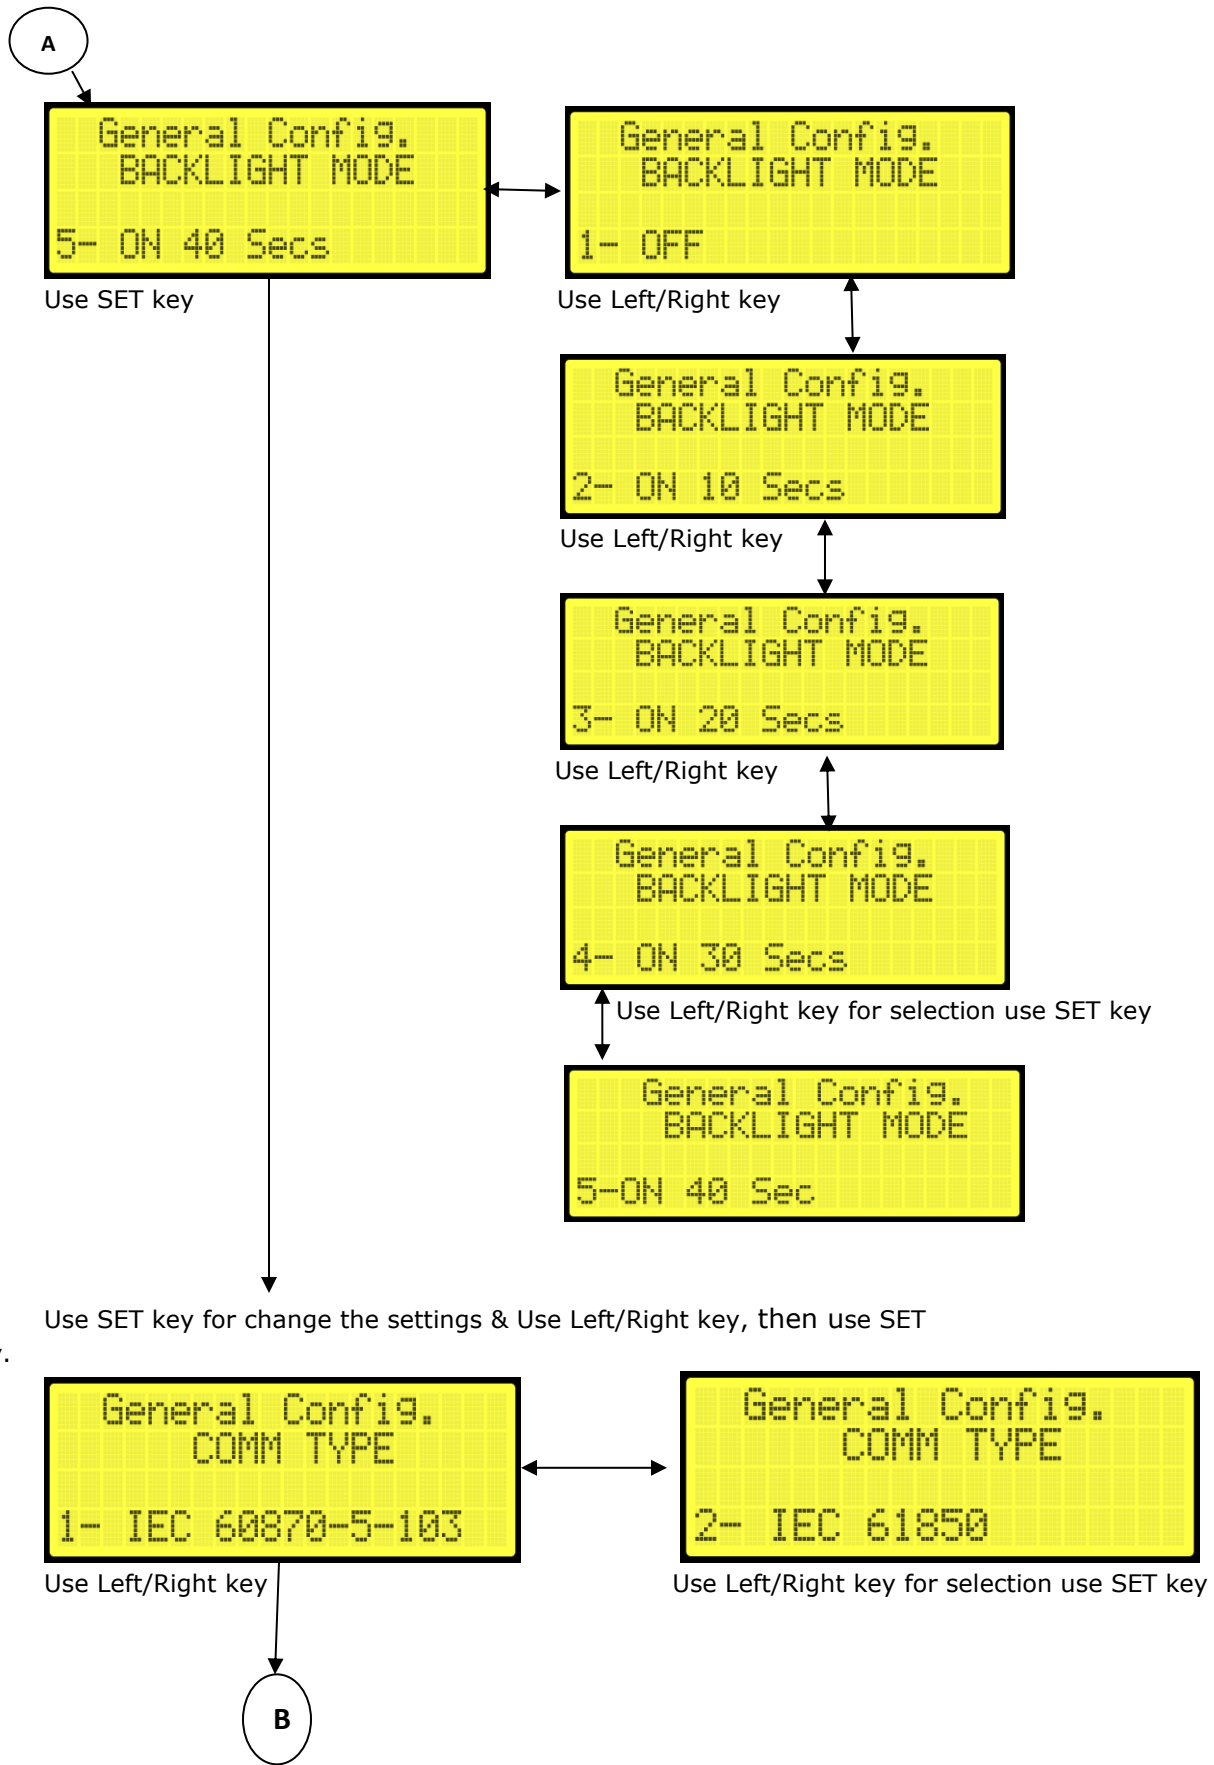 A
General Config.
BACKLIGHT MODE
5- ON 40 Secs
Use SET key
General Config.
BACKLIGHT MODE
1- OFF
Use Left/Right key
General Config.
BACKLIGHT MODE
2- ON 10 Secs
Use Left/Right key
General Config.
BACKLIGHT MODE
3- ON 20 Secs
Use Left/Right key
General Config.
BACKLIGHT MODE
4- ON 30 Secs
Use Left/Right key for selection use SET key
General Config.
BACKLIGHT MODE
5-ON 40 Sec
Use SET key for change the settings & Use Left/Right key, then use SET
General Config.
COMM TYPE
1- IEC 60870-5-103
Use Left/Right key
General Config.
COMM TYPE
2- IEC 61850
Use Left/Right key for selection use SET key
B